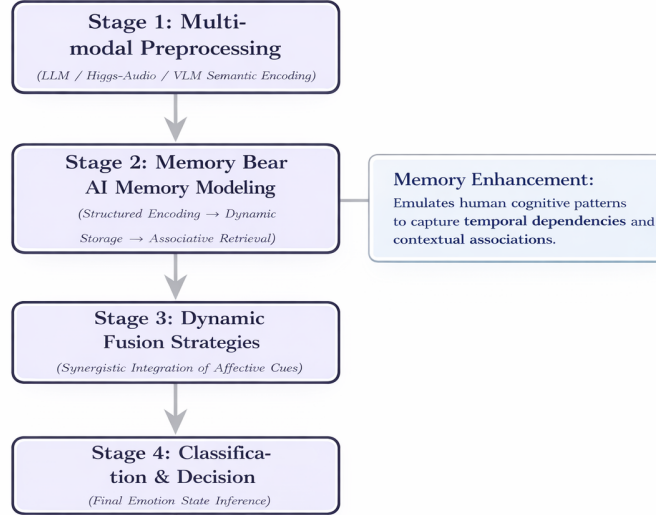 Stage 1: Multi-
modal Preprocessing
(LLM / Higgs-Audio / VLM Semantic Encoding)
Stage 2: Memory Bear
AI Memory Modeling
(Structured Encoding → Dynamic
Storage → Associative Retrieval)
Memory Enhancement:
Emulates human cognitive patterns
to capture temporal dependencies and
contextual associations.
Stage 3: Dynamic
Fusion Strategies
(Synergistic Integration of Affective Cues)
Stage 4: Classifica-
tion & Decision
(Final Emotion State Inference)